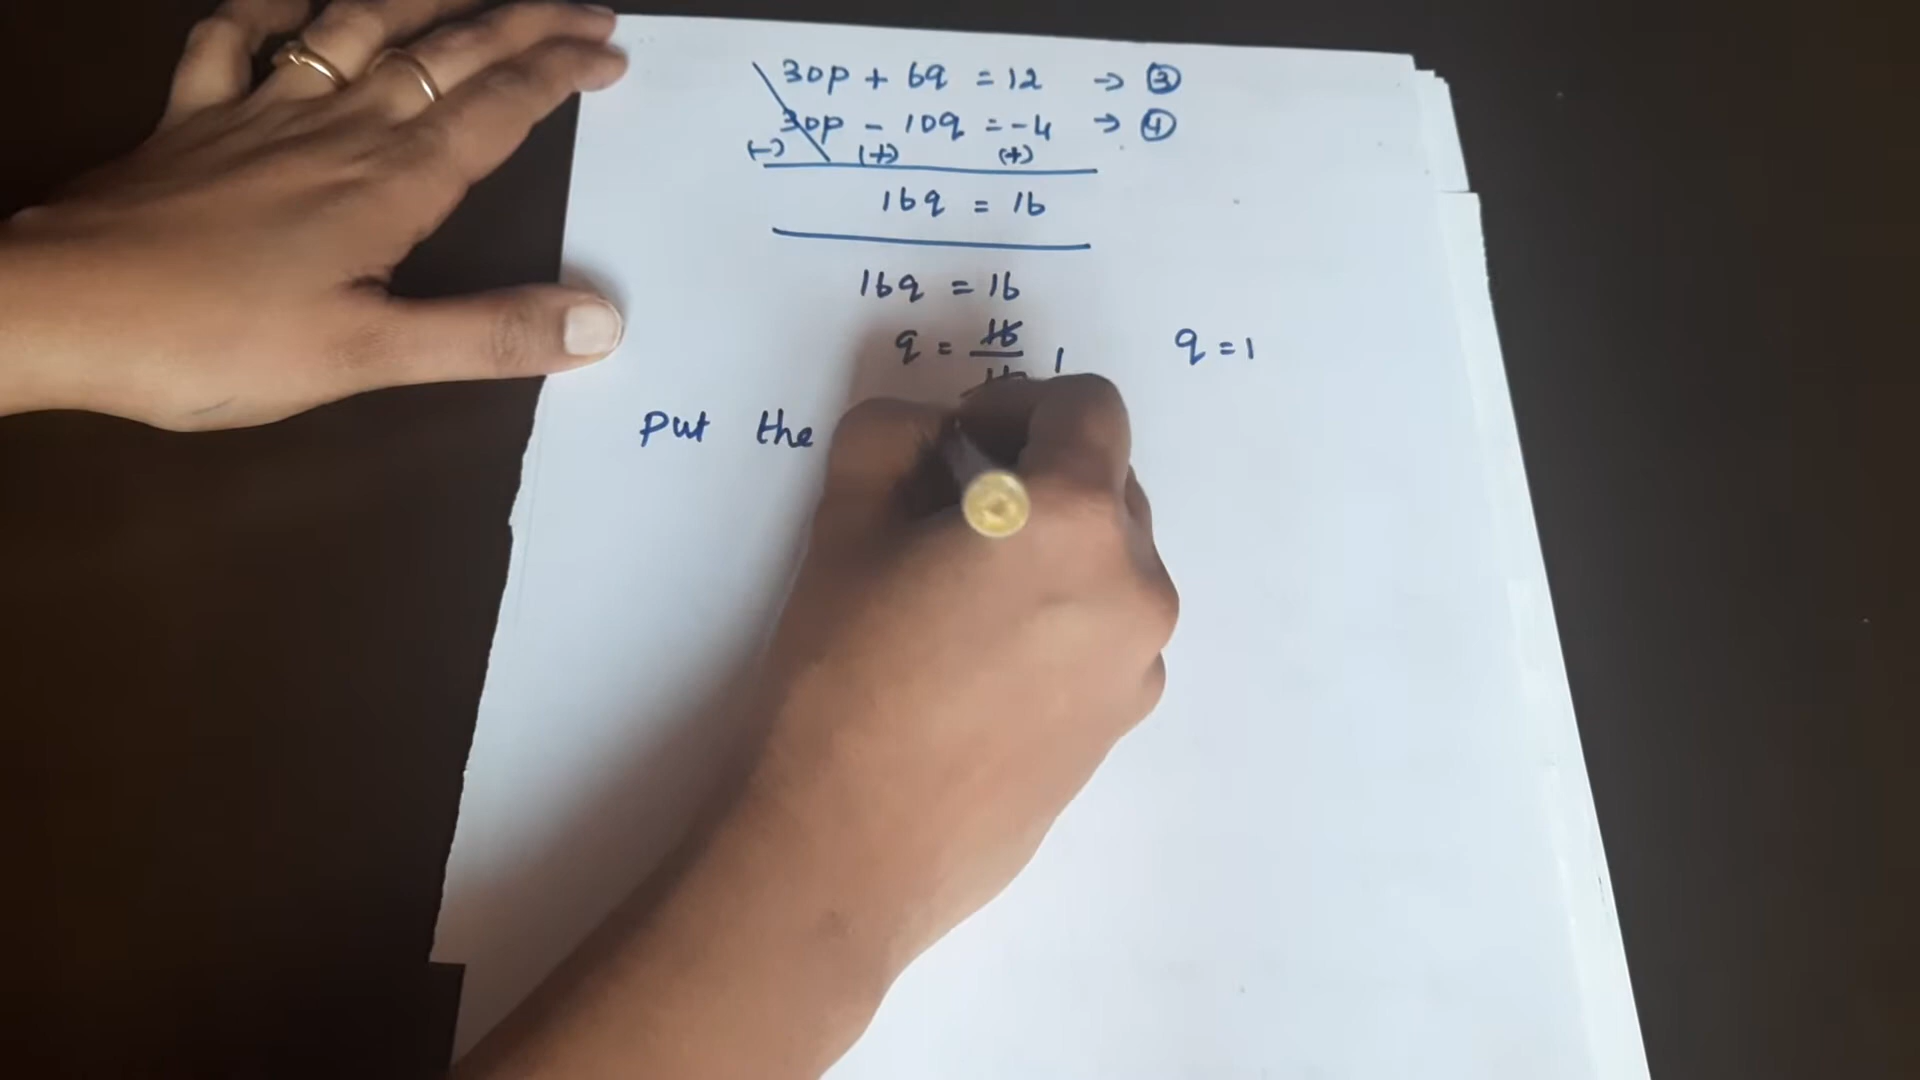 30p + 6q = 12 → ③
30p - 10q = -4 → ④
(-) (+) (+)
16q = 16
16q = 16
q = 16/16 1 q = 1
Put the